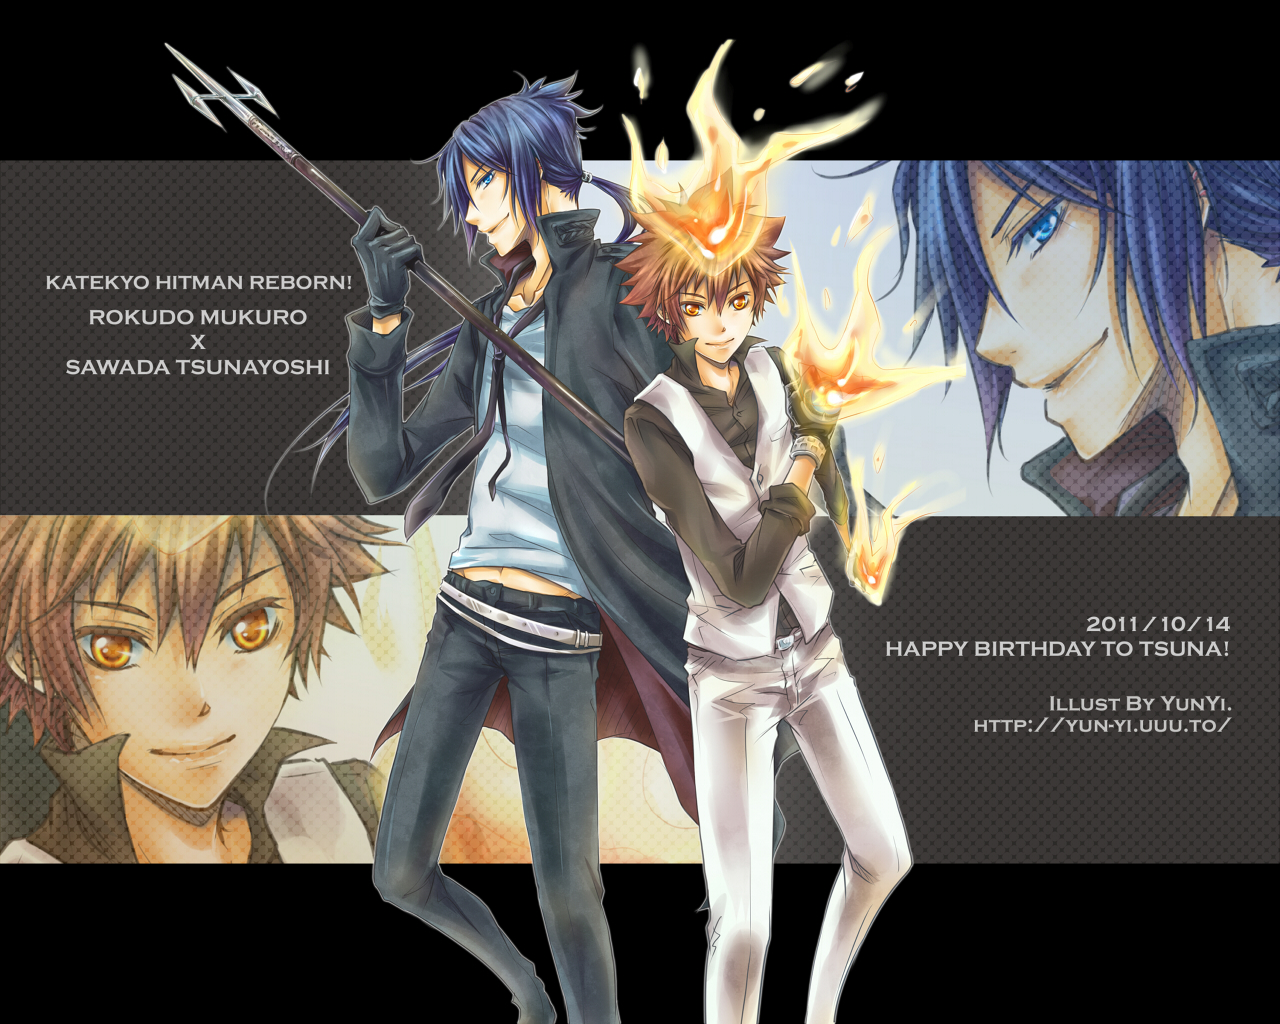 KATEKYO HITMAN REBORN!
ROKUDO MUKURO
X
SAWADA TSUNAYOSHI
2011/10/14
HAPPY BIRTHDAY TO TSUNA!
ILLUST BY YUNYI.
HTTP://YUN-YI.UUU.TO/